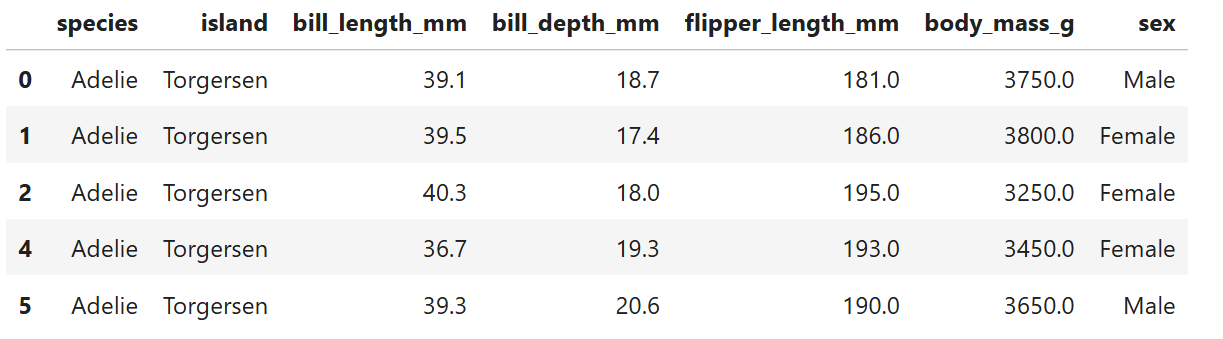 species island bill_length_mm bill_depth_mm flipper_length_mm body_mass_g sex
0 Adelie Torgersen 39.1 18.7 181.0 3750.0 Male
1 Adelie Torgersen 39.5 17.4 186.0 3800.0 Female
2 Adelie Torgersen 40.3 18.0 195.0 3250.0 Female
4 Adelie Torgersen 36.7 19.3 193.0 3450.0 Female
5 Adelie Torgersen 39.3 20.6 190.0 3650.0 Male